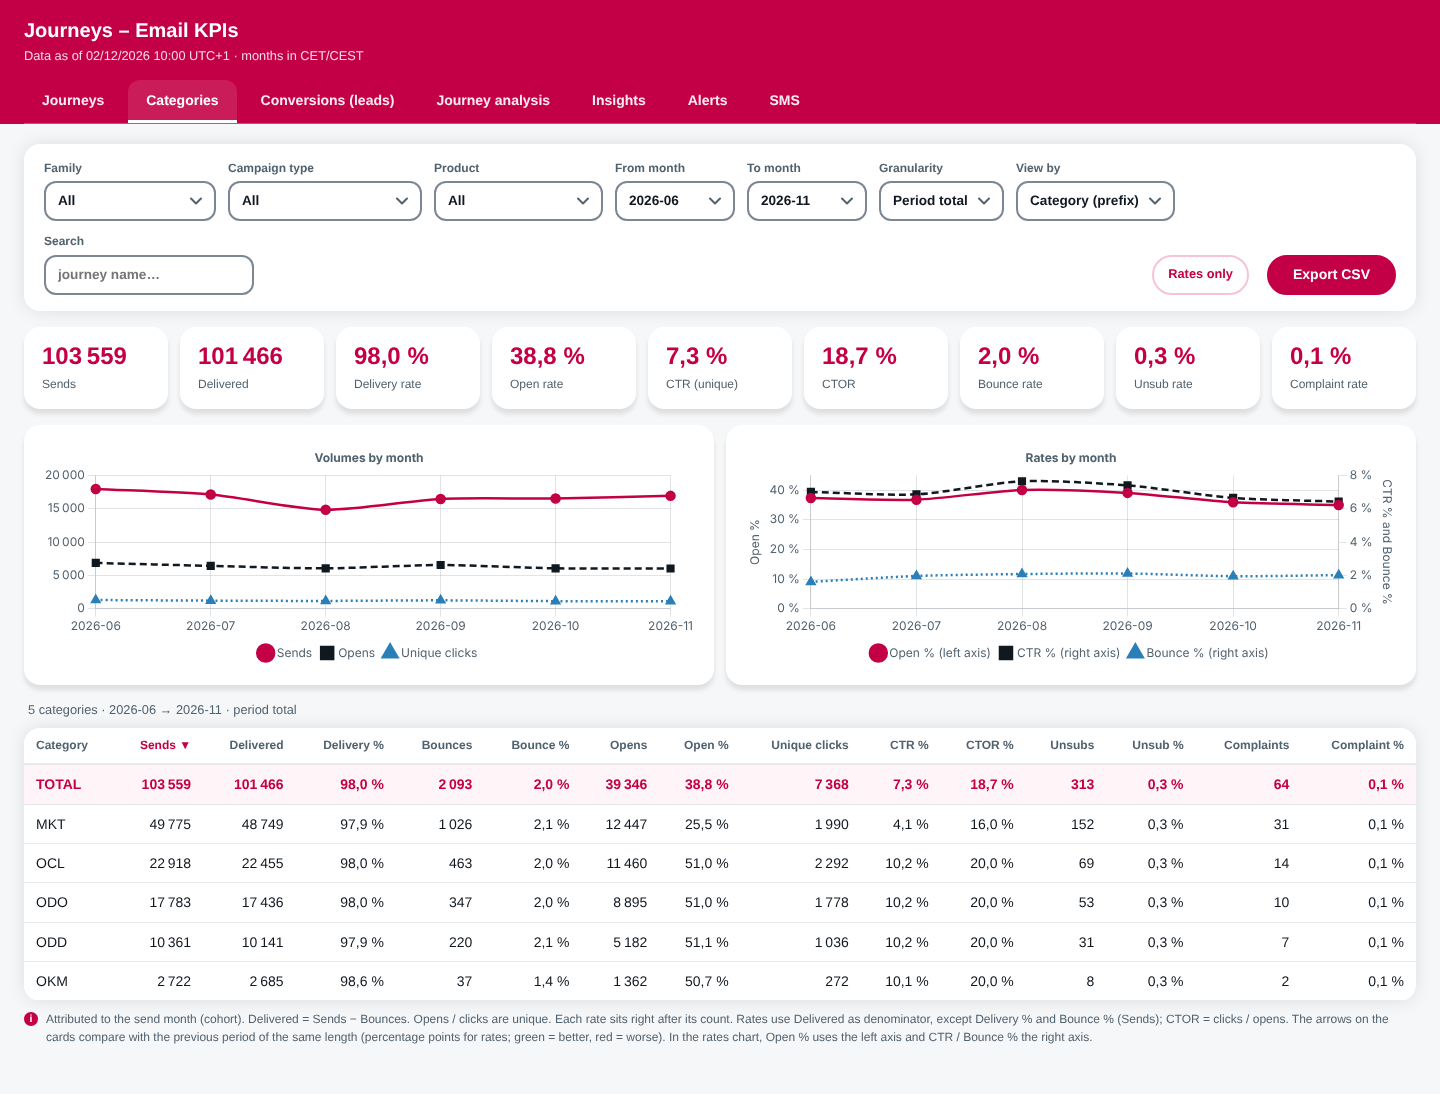 Journeys – Email KPIs
Data as of 02/12/2026 10:00 UTC+1 · months in CET/CEST
Journeys Categories Conversions (leads) Journey analysis Insights Alerts SMS
Family Campaign type Product From month To month Granularity View by
All All All 2026-06 2026-11 Period total Category (prefix)
Search
journey name… Rates only Export CSV
103 559 101 466 98,0 % 38,8 % 7,3 % 18,7 % 2,0 % 0,3 % 0,1 %
Sends Delivered Delivery rate Open rate CTR (unique) CTOR Bounce rate Unsub rate Complaint rate
Volumes by month
20 000
15 000
10 000
5 000
0
2026-06 2026-07 2026-08 2026-09 2026-10 2026-11
Sends Opens Unique clicks
Rates by month
Open %
40 %
30 %
20 %
10 %
0 %
8 %
6 %
4 %
2 %
0 %
CTR % and Bounce %
2026-06 2026-07 2026-08 2026-09 2026-10 2026-11
Open % (left axis) CTR % (right axis) Bounce % (right axis)
5 categories · 2026-06 → 2026-11 · period total
Category Sends ▼ Delivered Delivery % Bounces Bounce % Opens Open % Unique clicks CTR % CTOR % Unsubs Unsub % Complaints Complaint %
TOTAL 103 559 101 466 98,0 % 2 093 2,0 % 39 346 38,8 % 7 368 7,3 % 18,7 % 313 0,3 % 64 0,1 %
MKT 49 775 48 749 97,9 % 1 026 2,1 % 12 447 25,5 % 1 990 4,1 % 16,0 % 152 0,3 % 31 0,1 %
OCL 22 918 22 455 98,0 % 463 2,0 % 11 460 51,0 % 2 292 10,2 % 20,0 % 69 0,3 % 14 0,1 %
ODO 17 783 17 436 98,0 % 347 2,0 % 8 895 51,0 % 1 778 10,2 % 20,0 % 53 0,3 % 10 0,1 %
ODD 10 361 10 141 97,9 % 220 2,1 % 5 182 51,1 % 1 036 10,2 % 20,0 % 31 0,3 % 7 0,1 %
OKM 2 722 2 685 98,6 % 37 1,4 % 1 362 50,7 % 272 10,1 % 20,0 % 8 0,3 % 2 0,1 %
i Attributed to the send month (cohort). Delivered = Sends − Bounces. Opens / clicks are unique. Each rate sits right after its count. Rates use Delivered as denominator, except Delivery % and Bounce % (Sends); CTOR = clicks / opens. The arrows on the
cards compare with the previous period of the same length (percentage points for rates; green = better, red = worse). In the rates chart, Open % uses the left axis and CTR / Bounce % the right axis.